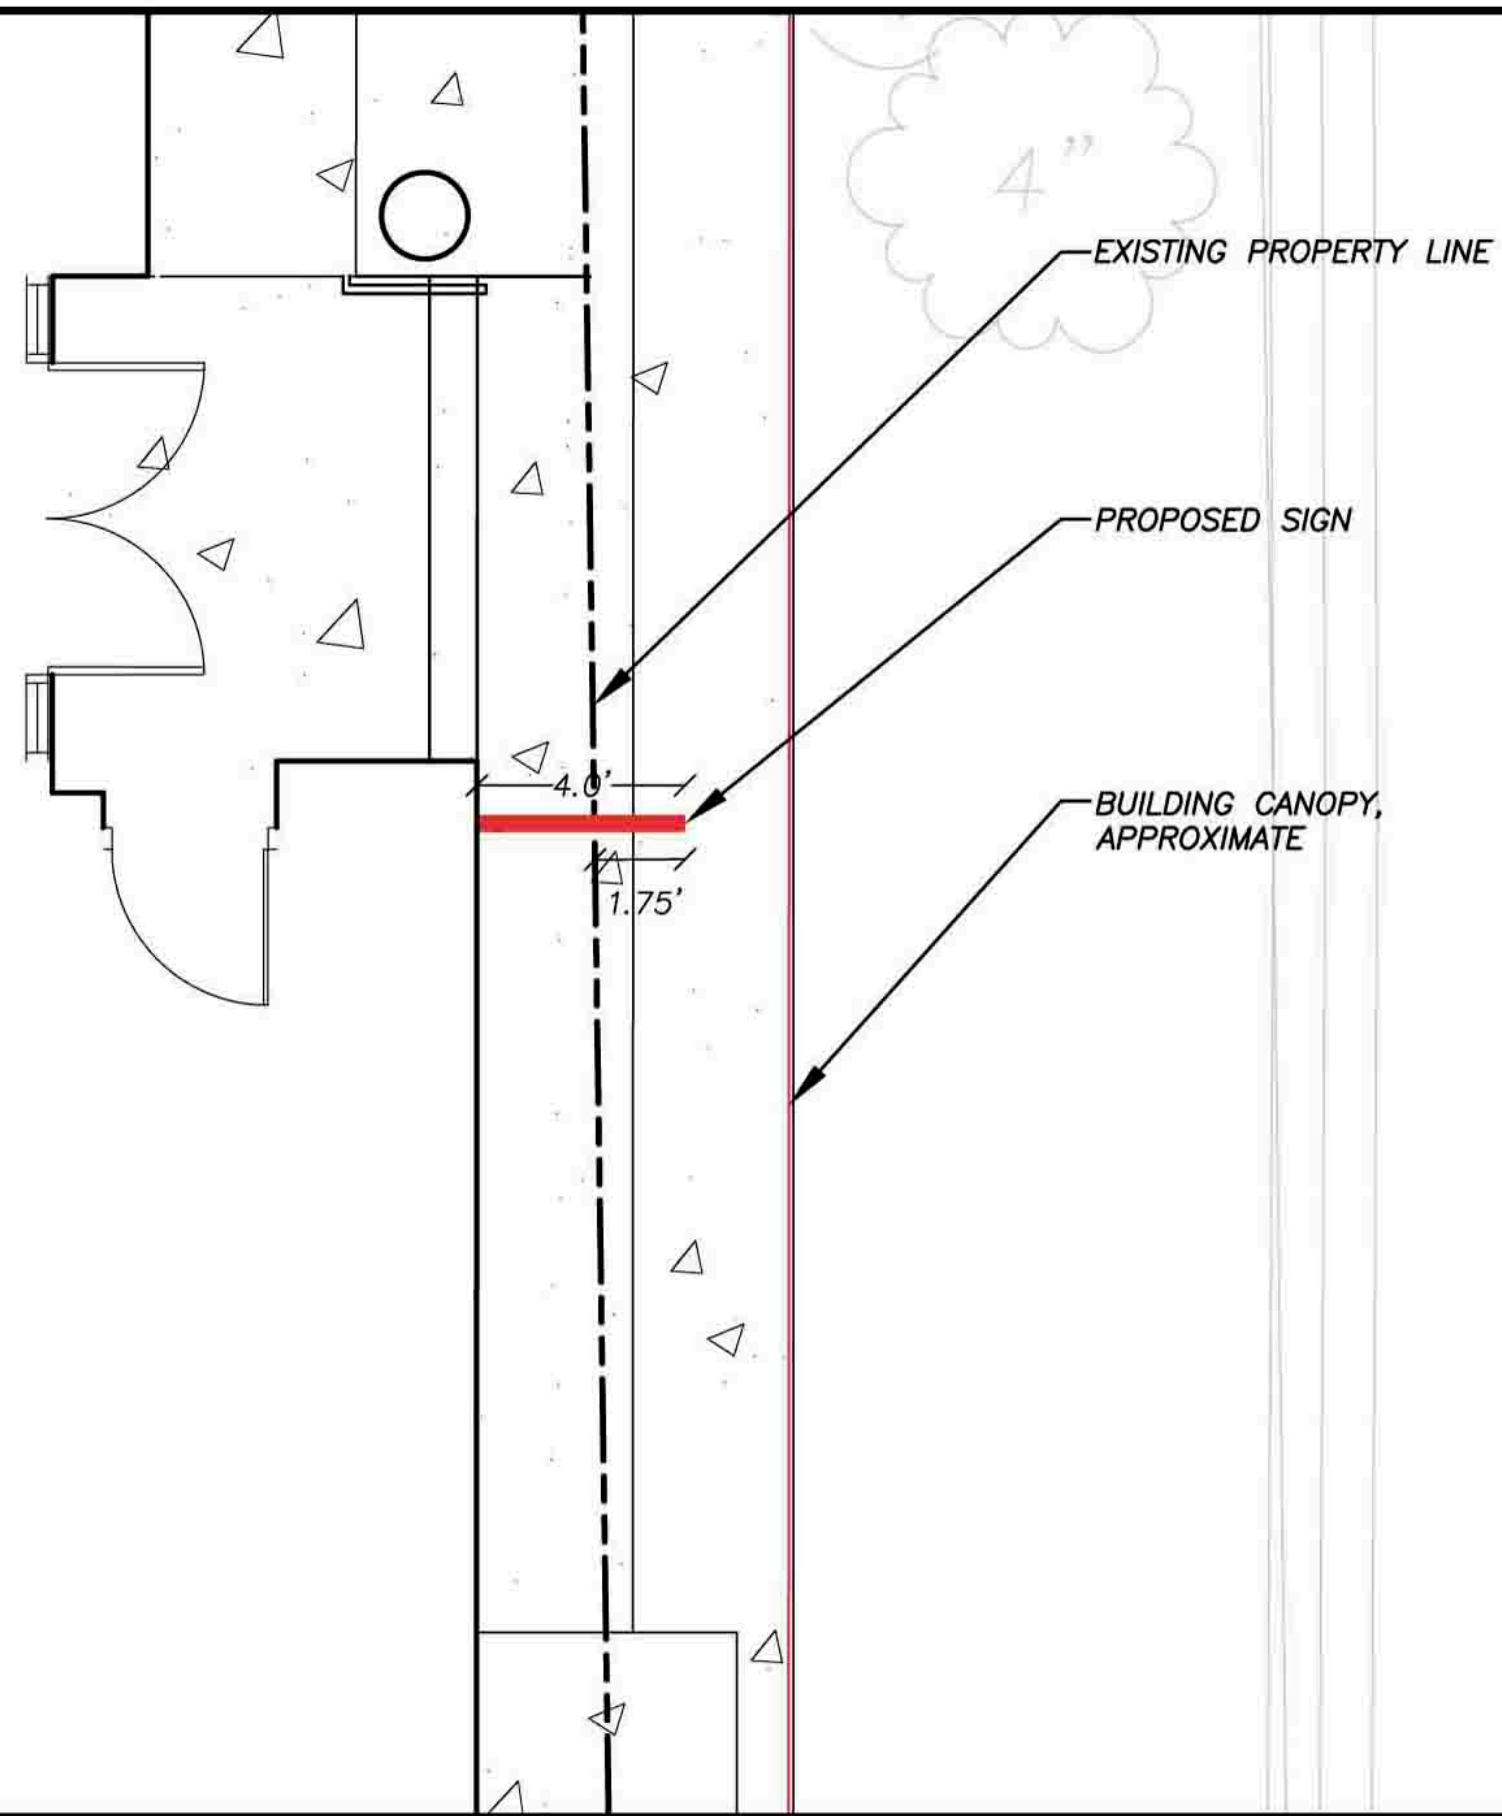 4"
EXISTING PROPERTY LINE
PROPOSED SIGN
4.0'
BUILDING CANOPY,
APPROXIMATE
1.75'